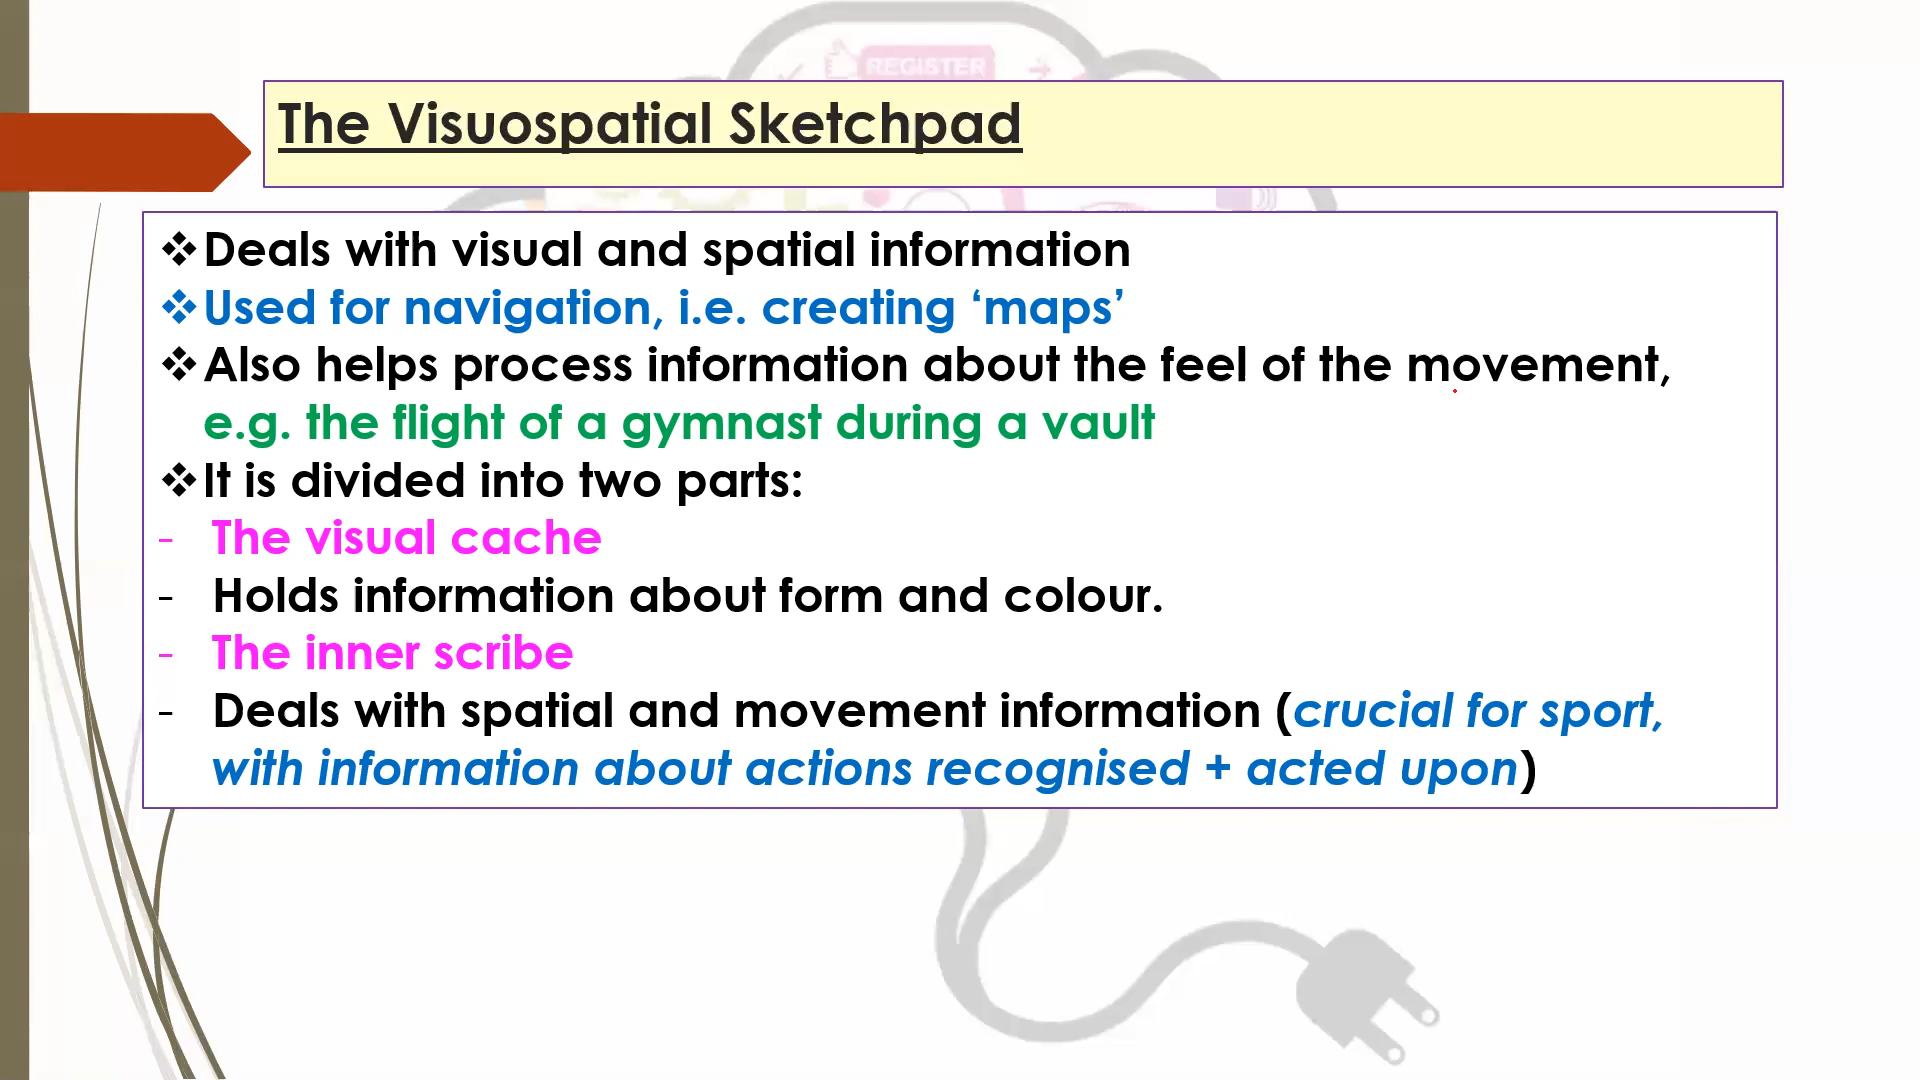 REGISTER
The Visuospatial Sketchpad
❖Deals with visual and spatial information
❖Used for navigation, i.e. creating ‘maps’
❖Also helps process information about the feel of the movement,
e.g. the flight of a gymnast during a vault
❖It is divided into two parts:
- The visual cache
- Holds information about form and colour.
- The inner scribe
- Deals with spatial and movement information (crucial for sport,
with information about actions recognised + acted upon)